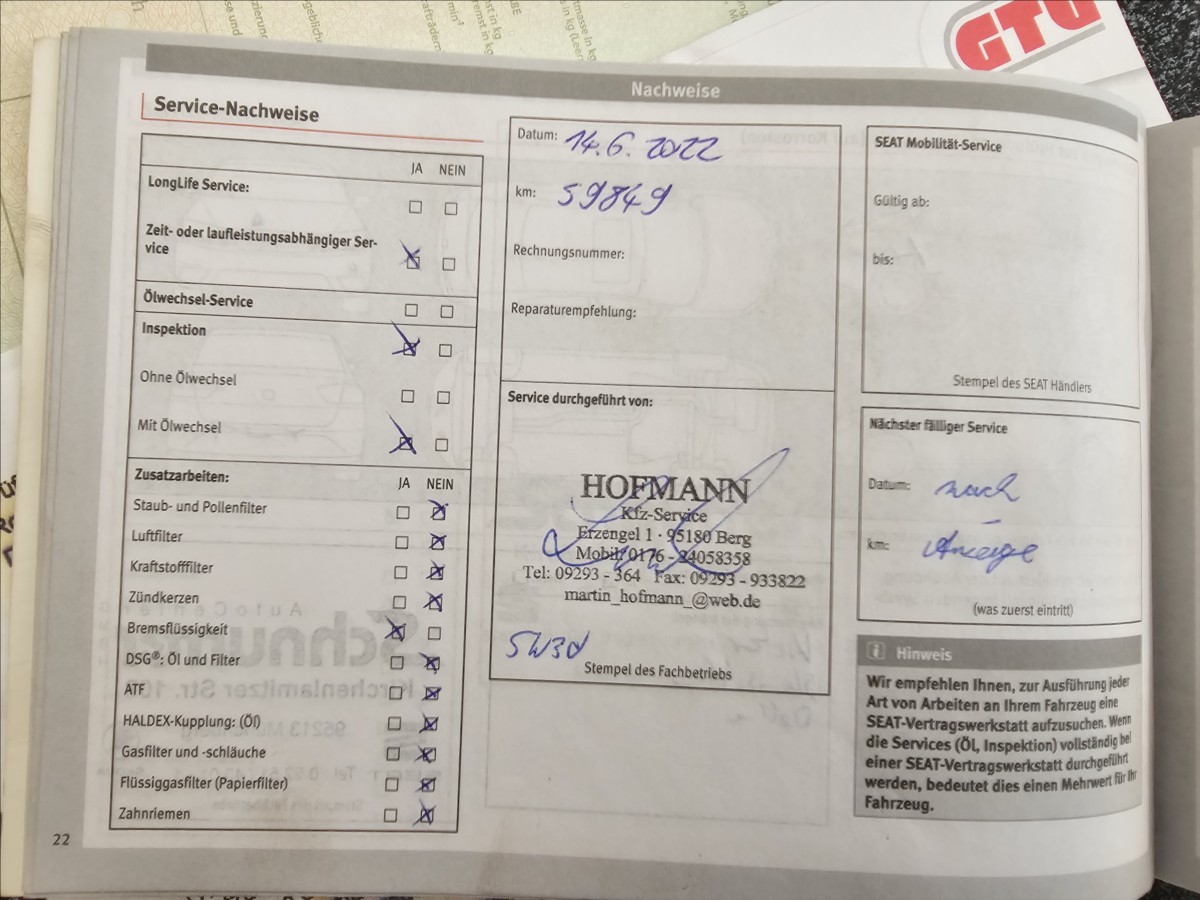 GTÜ
Nachweise
Service-Nachweise
JA NEIN
LongLife Service: ☐ ☐
Zeit- oder laufleistungsabhängiger Ser-
vice ☒ ☐
Ölwechsel-Service ☐ ☐
Inspektion ☒ ☐
Ohne Ölwechsel ☐ ☐
Mit Ölwechsel ☒ ☐
Zusatzarbeiten: JA NEIN
Staub- und Pollenfilter ☐ ☒
Luftfilter ☐ ☒
Kraftstofffilter ☐ ☒
Zündkerzen ☐ ☒
Bremsflüssigkeit ☒ ☐
DSG®: Öl und Filter ☐ ☒
ATF ☐ ☒
HALDEX-Kupplung: (Öl) ☐ ☒
Gasfilter und -schläuche ☐ ☒
Flüssiggasfilter (Papierfilter) ☐ ☒
Zahnriemen ☐ ☒
22
Datum: 14.6.2022
km: 59849
Rechnungsnummer:
Reparaturempfehlung:
Service durchgeführt von:
HOFMANN
Kfz-Service
Erzengel 1 · 95180 Berg
Mobil: 0176 - 24058358
Tel: 09293 - 364 Fax: 09293 - 933822
martin_hofmann_@web.de
5W30
Stempel des Fachbetriebs
SEAT Mobilität-Service
Gültig ab:
bis:
Stempel des SEAT Händlers
Nächster fälliger Service
Datum: nach
km: Anzeige
(was zuerst eintritt)
Hinweis
Wir empfehlen Ihnen, zur Ausführung jeder
Art von Arbeiten an Ihrem Fahrzeug eine
SEAT-Vertragswerkstatt aufzusuchen. Wenn
die Services (Öl, Inspektion) vollständig bei
einer SEAT-Vertragswerkstatt durchgeführt
werden, bedeutet dies einen Mehrwert für Ihr
Fahrzeug.